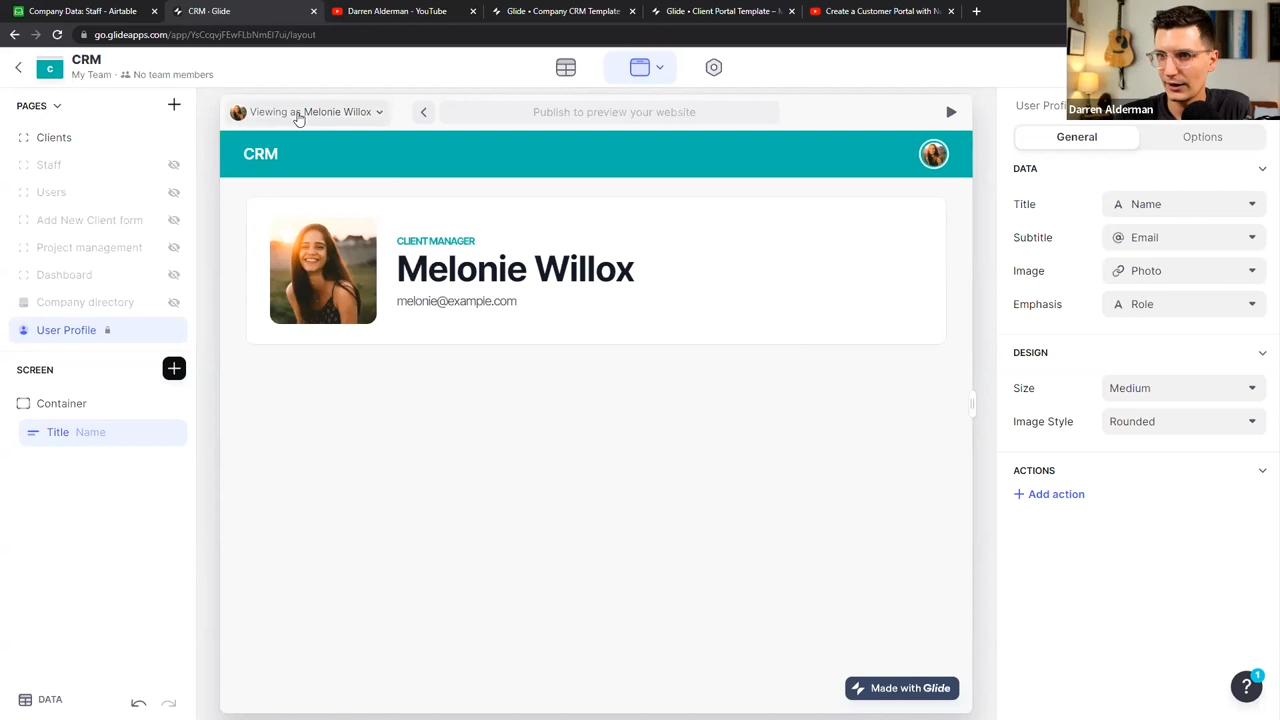 Company Data: Staff - Airtable
CRM · Glide
Darren Alderman - YouTube
Glide • Company CRM Template
Glide • Client Portal Template – M
Create a Customer Portal with N
go.glideapps.com/app/YsCcqvjFEwFLbNmEl7ui/layout
CRM
My Team · No team members
C
Darren Alderman
PAGES
Clients
Staff
Users
Add New Client form
Project management
Dashboard
Company directory
User Profile
SCREEN
Container
Title Name
DATA
Viewing as Melonie Willox
Publish to preview your website
CRM
CLIENT MANAGER
Melonie Willox
melonie@example.com
Made with Glide
User Profi
General
Options
DATA
Title
Name
Subtitle
Email
Image
Photo
Emphasis
Role
DESIGN
Size
Medium
Image Style
Rounded
ACTIONS
Add action
?
1